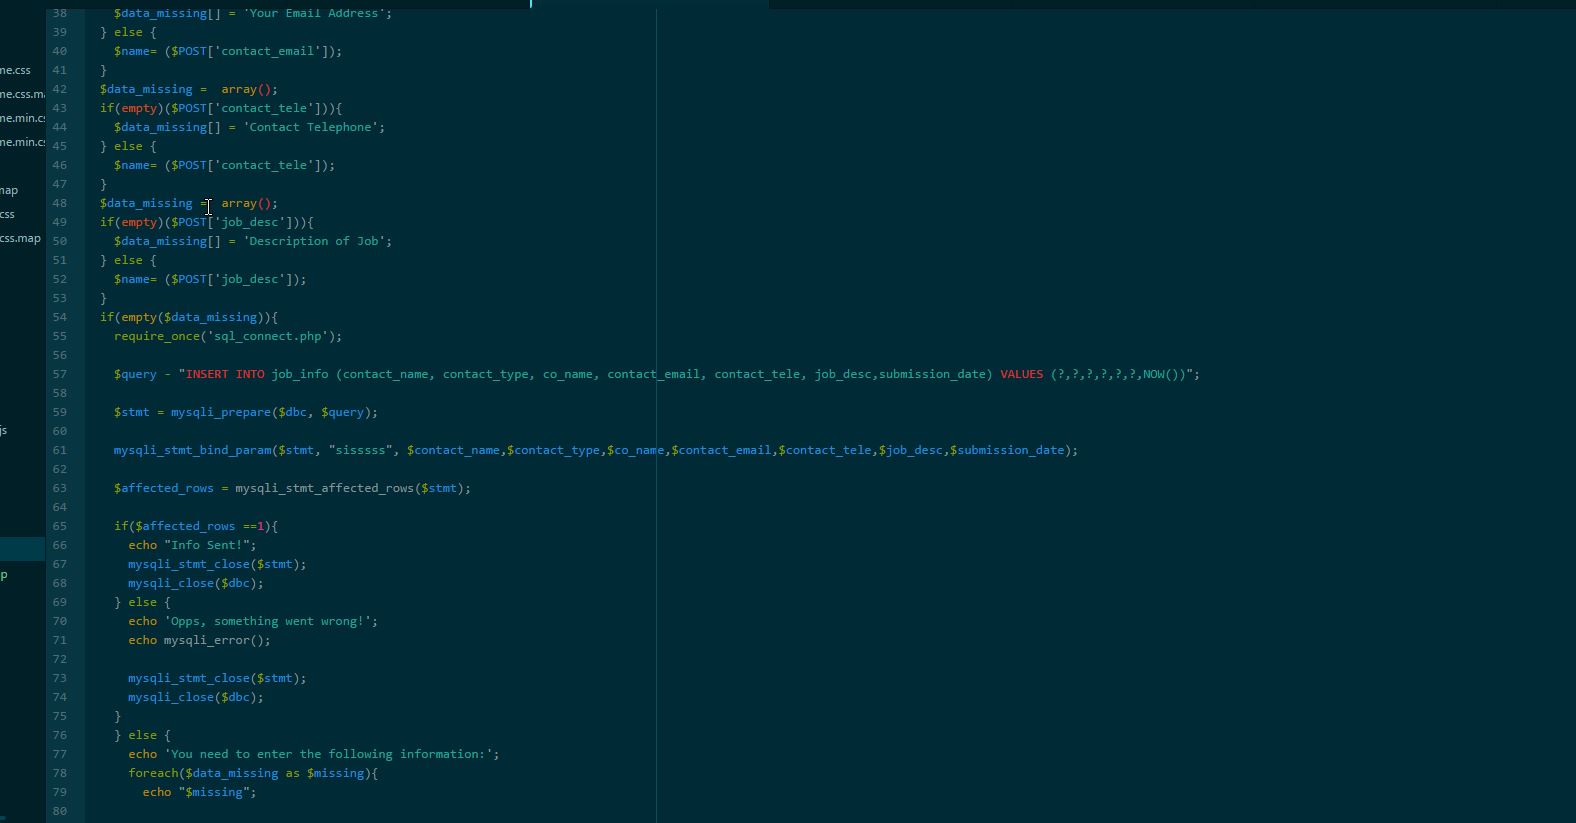 me.css
me.css.ma
me.min.cs
me.min.cs
map
css
css.map
js
p
38 $data_missing[] = 'Your Email Address';
39 } else {
40 $name= ($POST['contact_email']);
41 }
42 $data_missing =  array();
43 if(empty)($POST['contact_tele'])){
44 $data_missing[] = 'Contact Telephone';
45 } else {
46 $name= ($POST['contact_tele']);
47 }
48 $data_missing =  array();
49 if(empty)($POST['job_desc'])){
50 $data_missing[] = 'Description of Job';
51 } else {
52 $name= ($POST['job_desc']);
53 }
54 if(empty($data_missing)){
55 require_once('sql_connect.php');
56
57 $query - "INSERT INTO job_info (contact_name, contact_type, co_name, contact_email, contact_tele, job_desc,submission_date) VALUES (?,?,?,?,?,?,NOW())";
58
59 $stmt = mysqli_prepare($dbc, $query);
60
61 mysqli_stmt_bind_param($stmt, "sisssss", $contact_name,$contact_type,$co_name,$contact_email,$contact_tele,$job_desc,$submission_date);
62
63 $affected_rows = mysqli_stmt_affected_rows($stmt);
64
65 if($affected_rows ==1){
66 echo "Info Sent!";
67 mysqli_stmt_close($stmt);
68 mysqli_close($dbc);
69 } else {
70 echo 'Opps, something went wrong!';
71 echo mysqli_error();
72
73 mysqli_stmt_close($stmt);
74 mysqli_close($dbc);
75 }
76 } else {
77 echo 'You need to enter the following information:';
78 foreach($data_missing as $missing){
79 echo "$missing";
80